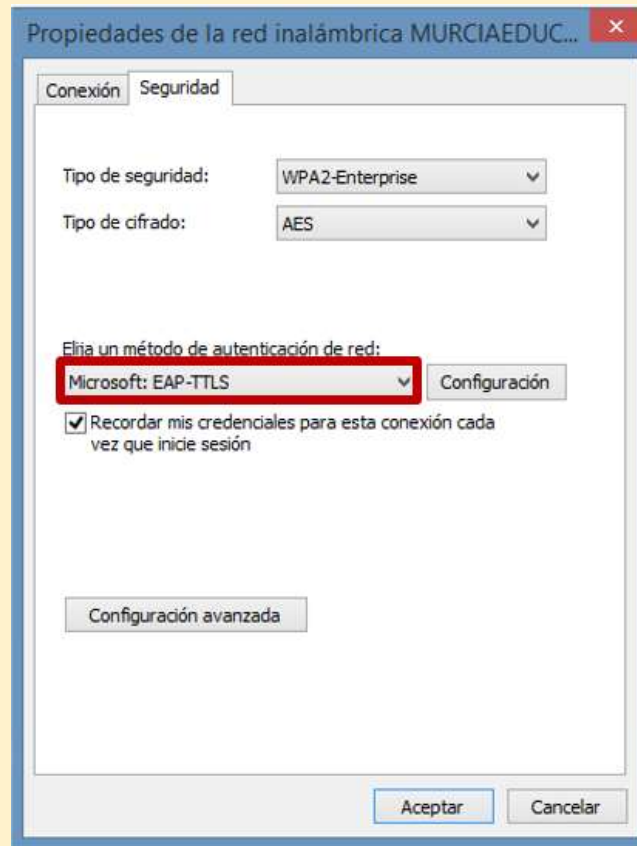 Propiedades de la red inalámbrica MURCIAEDUC...
Conexión
Seguridad
Tipo de seguridad:
WPA2-Enterprise
Tipo de cifrado:
AES
Elija un método de autenticación de red:
Microsoft: EAP-TTLS
Configuración
Recordar mis credenciales para esta conexión cada
vez que inicie sesión
Configuración avanzada
Aceptar
Cancelar